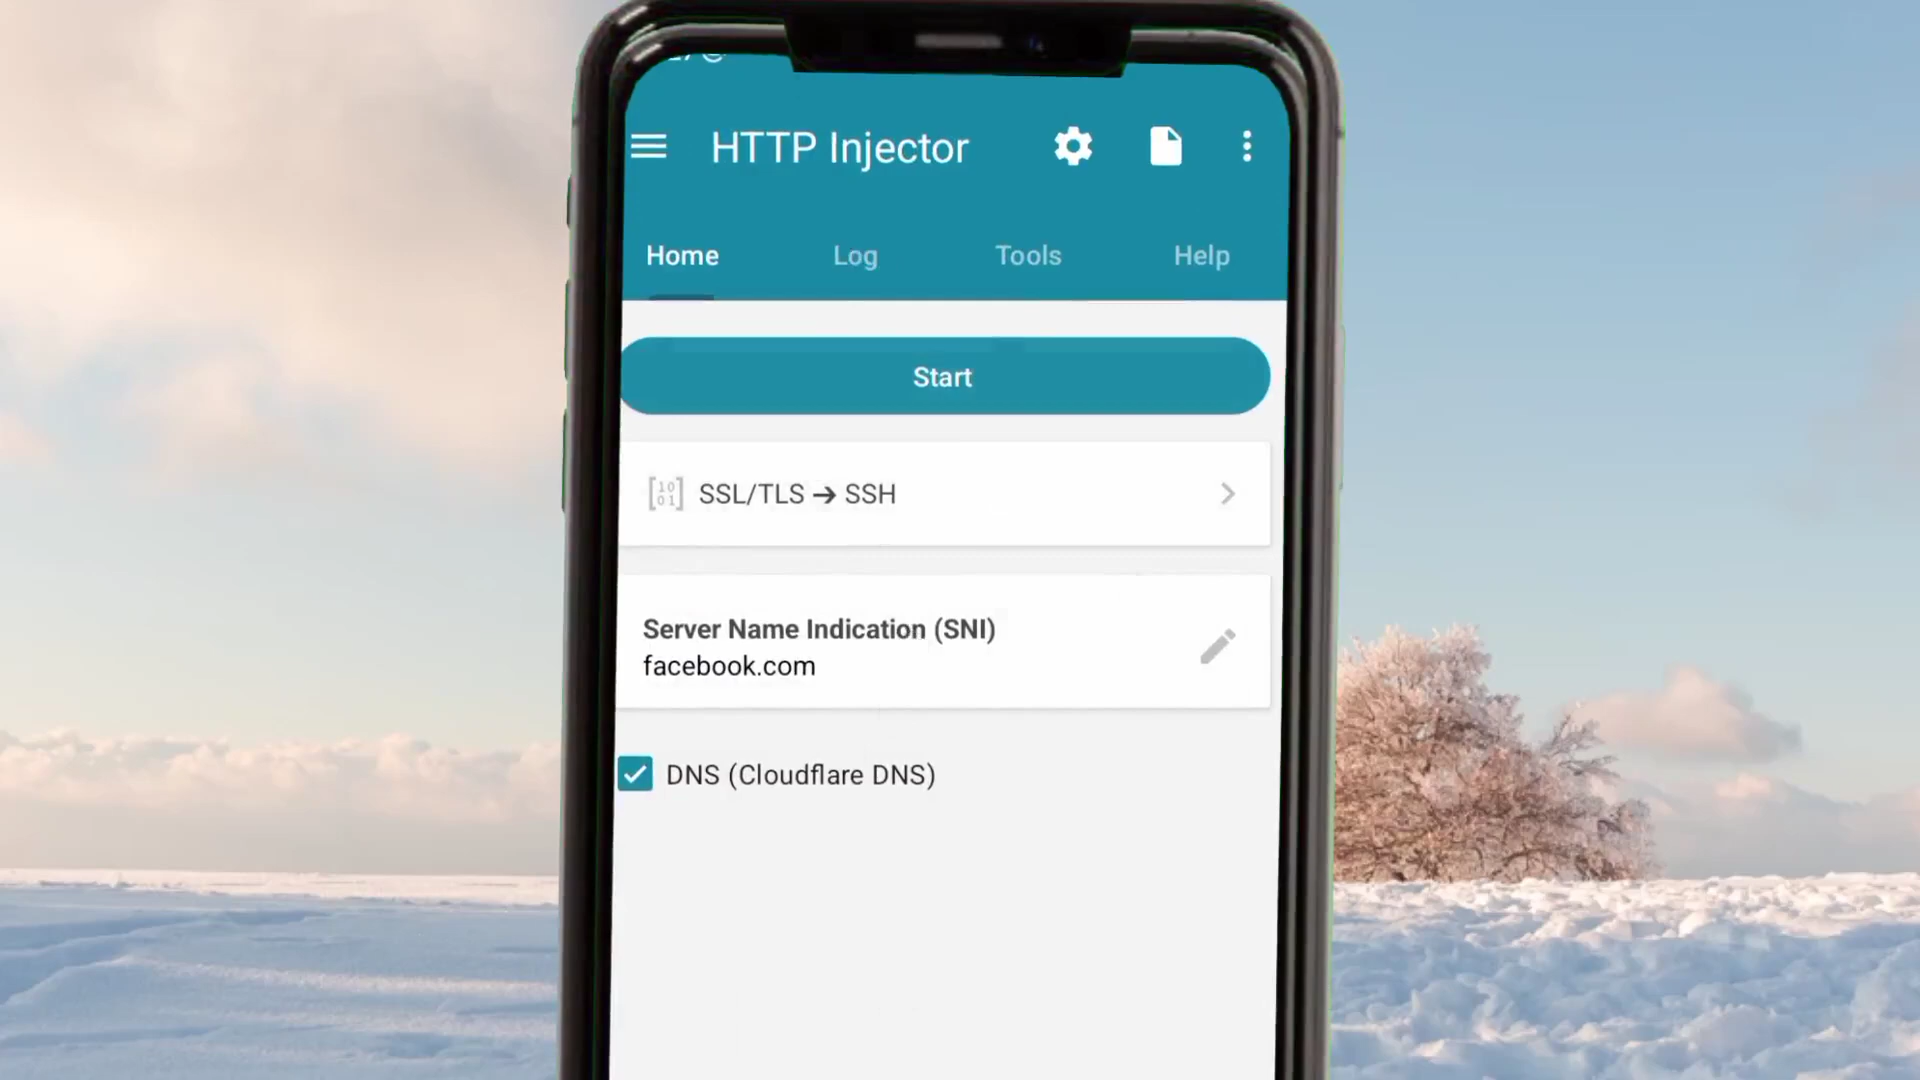 HTTP Injector
Home Log Tools Help
Start
SSL/TLS ➔ SSH
Server Name Indication (SNI)
facebook.com
DNS (Cloudflare DNS)